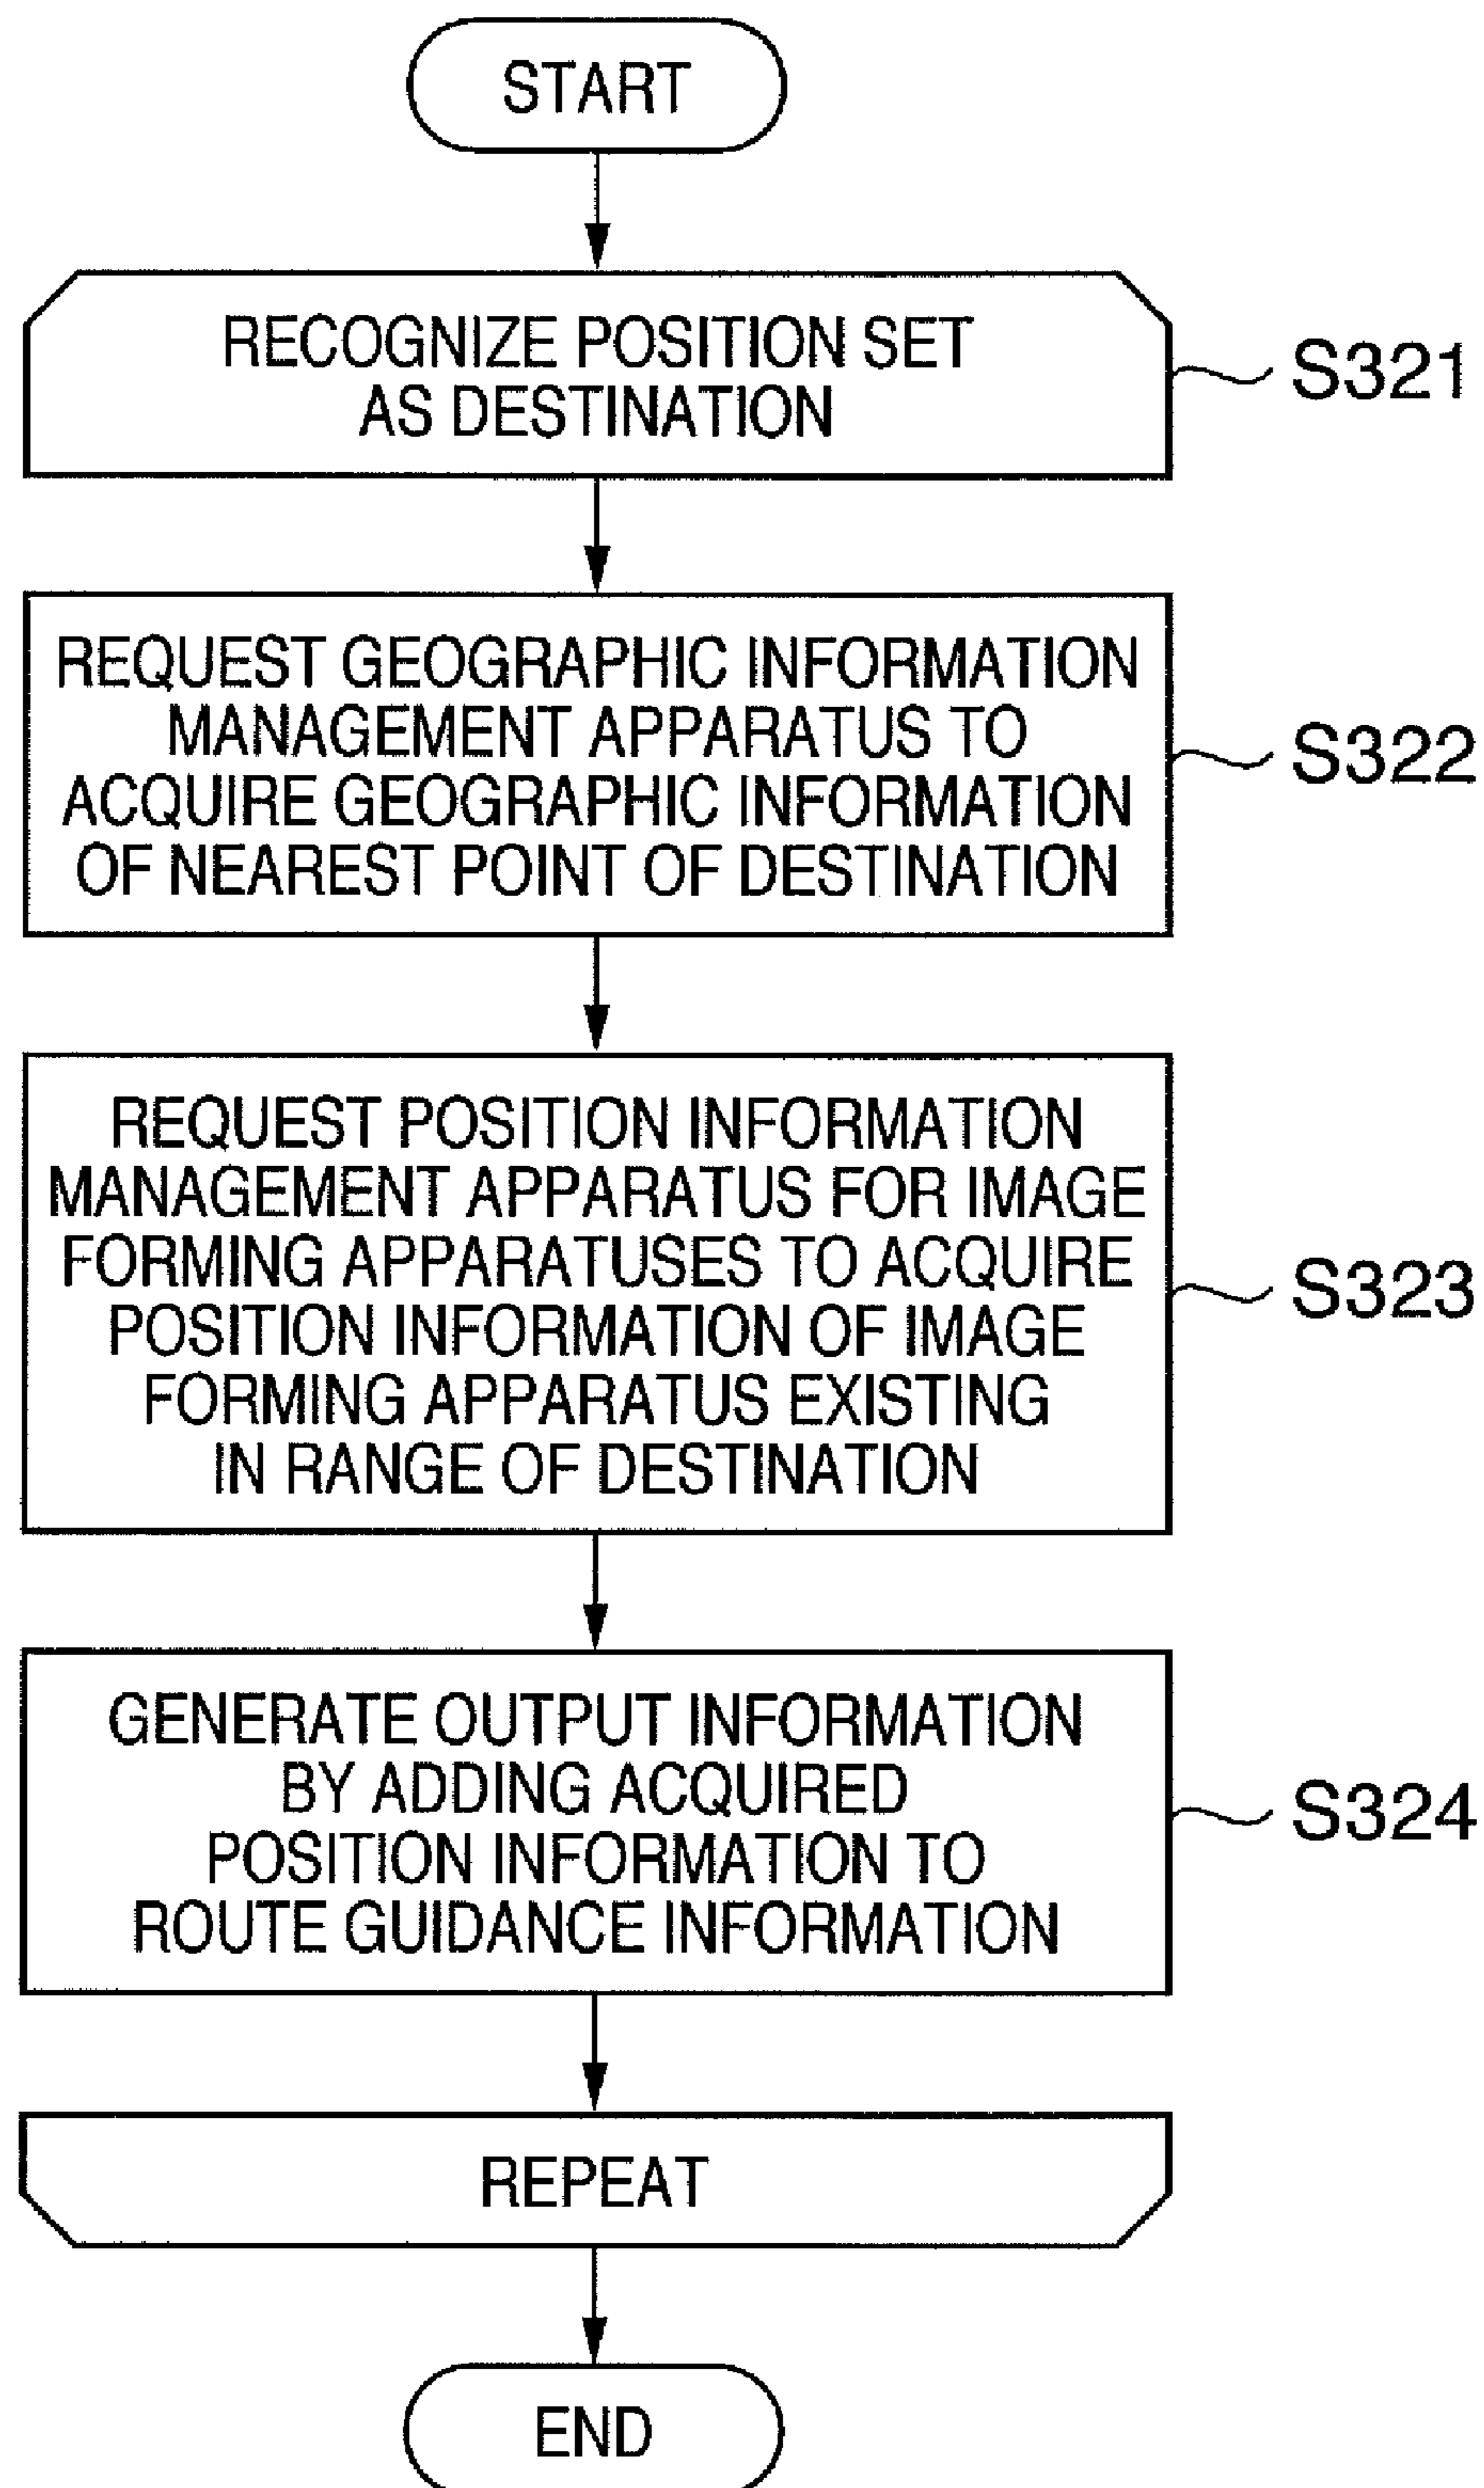 START
RECOGNIZE POSITION SET
AS DESTINATION
S321
REQUEST GEOGRAPHIC INFORMATION
MANAGEMENT APPARATUS TO
ACQUIRE GEOGRAPHIC INFORMATION
OF NEAREST POINT OF DESTINATION
S322
REQUEST POSITION INFORMATION
MANAGEMENT APPARATUS FOR IMAGE
FORMING APPARATUSES TO ACQUIRE
POSITION INFORMATION OF IMAGE
FORMING APPARATUS EXISTING
IN RANGE OF DESTINATION
S323
GENERATE OUTPUT INFORMATION
BY ADDING ACQUIRED
POSITION INFORMATION TO
ROUTE GUIDANCE INFORMATION
S324
REPEAT
END